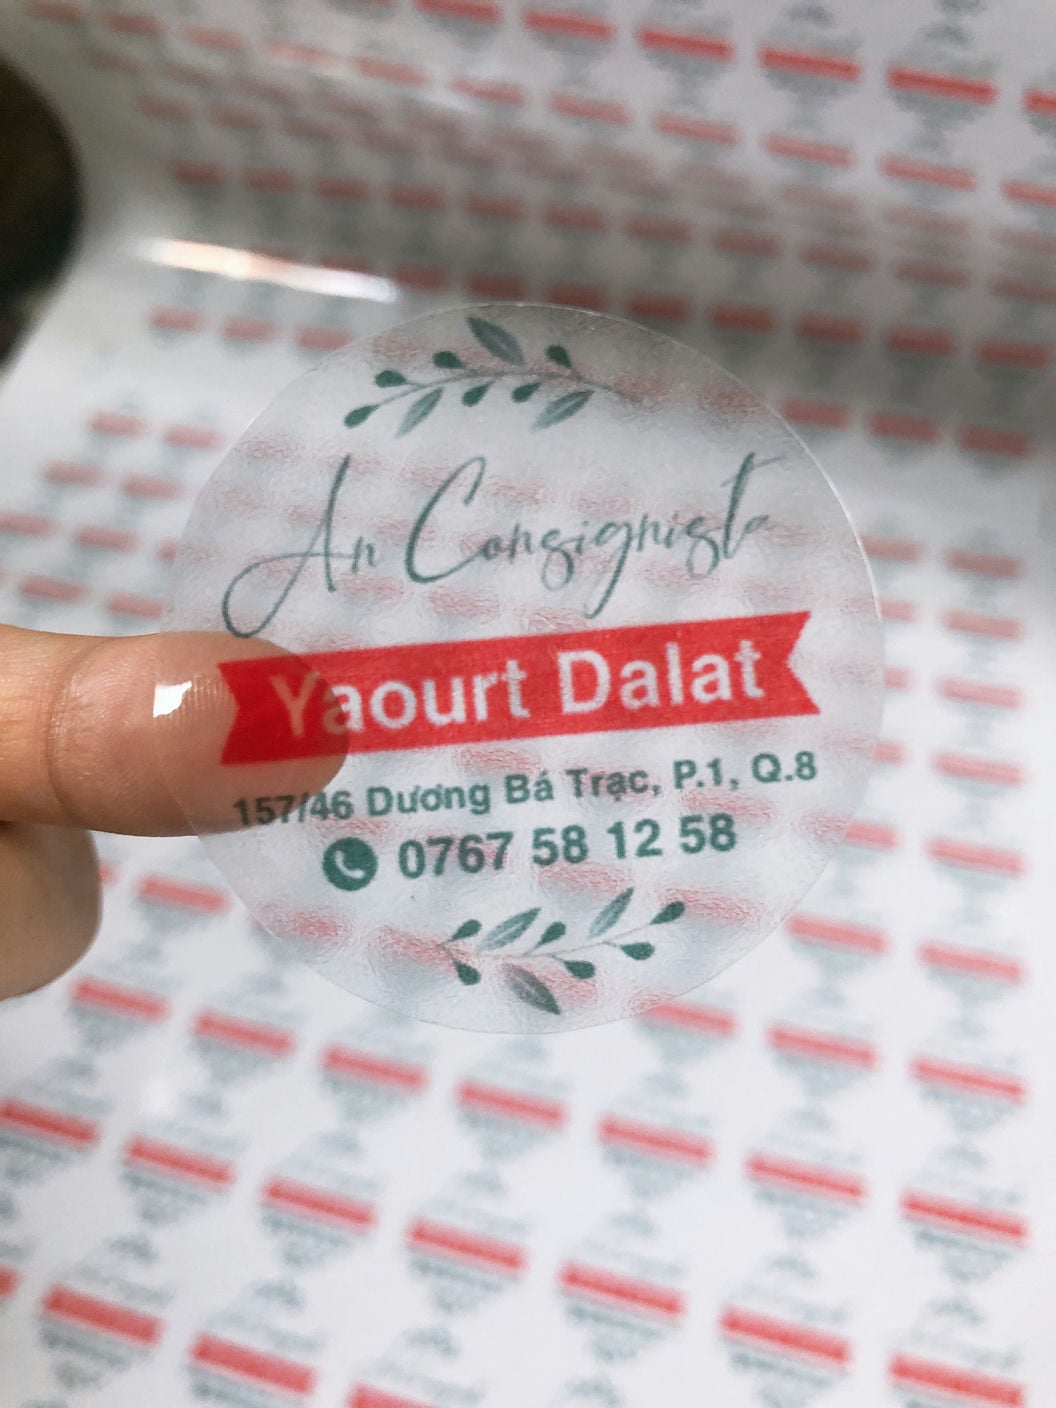 An Consignista
Yaourt Dalat
157/46 Dương Bá Trạc, P.1, Q.8
0767 58 12 58